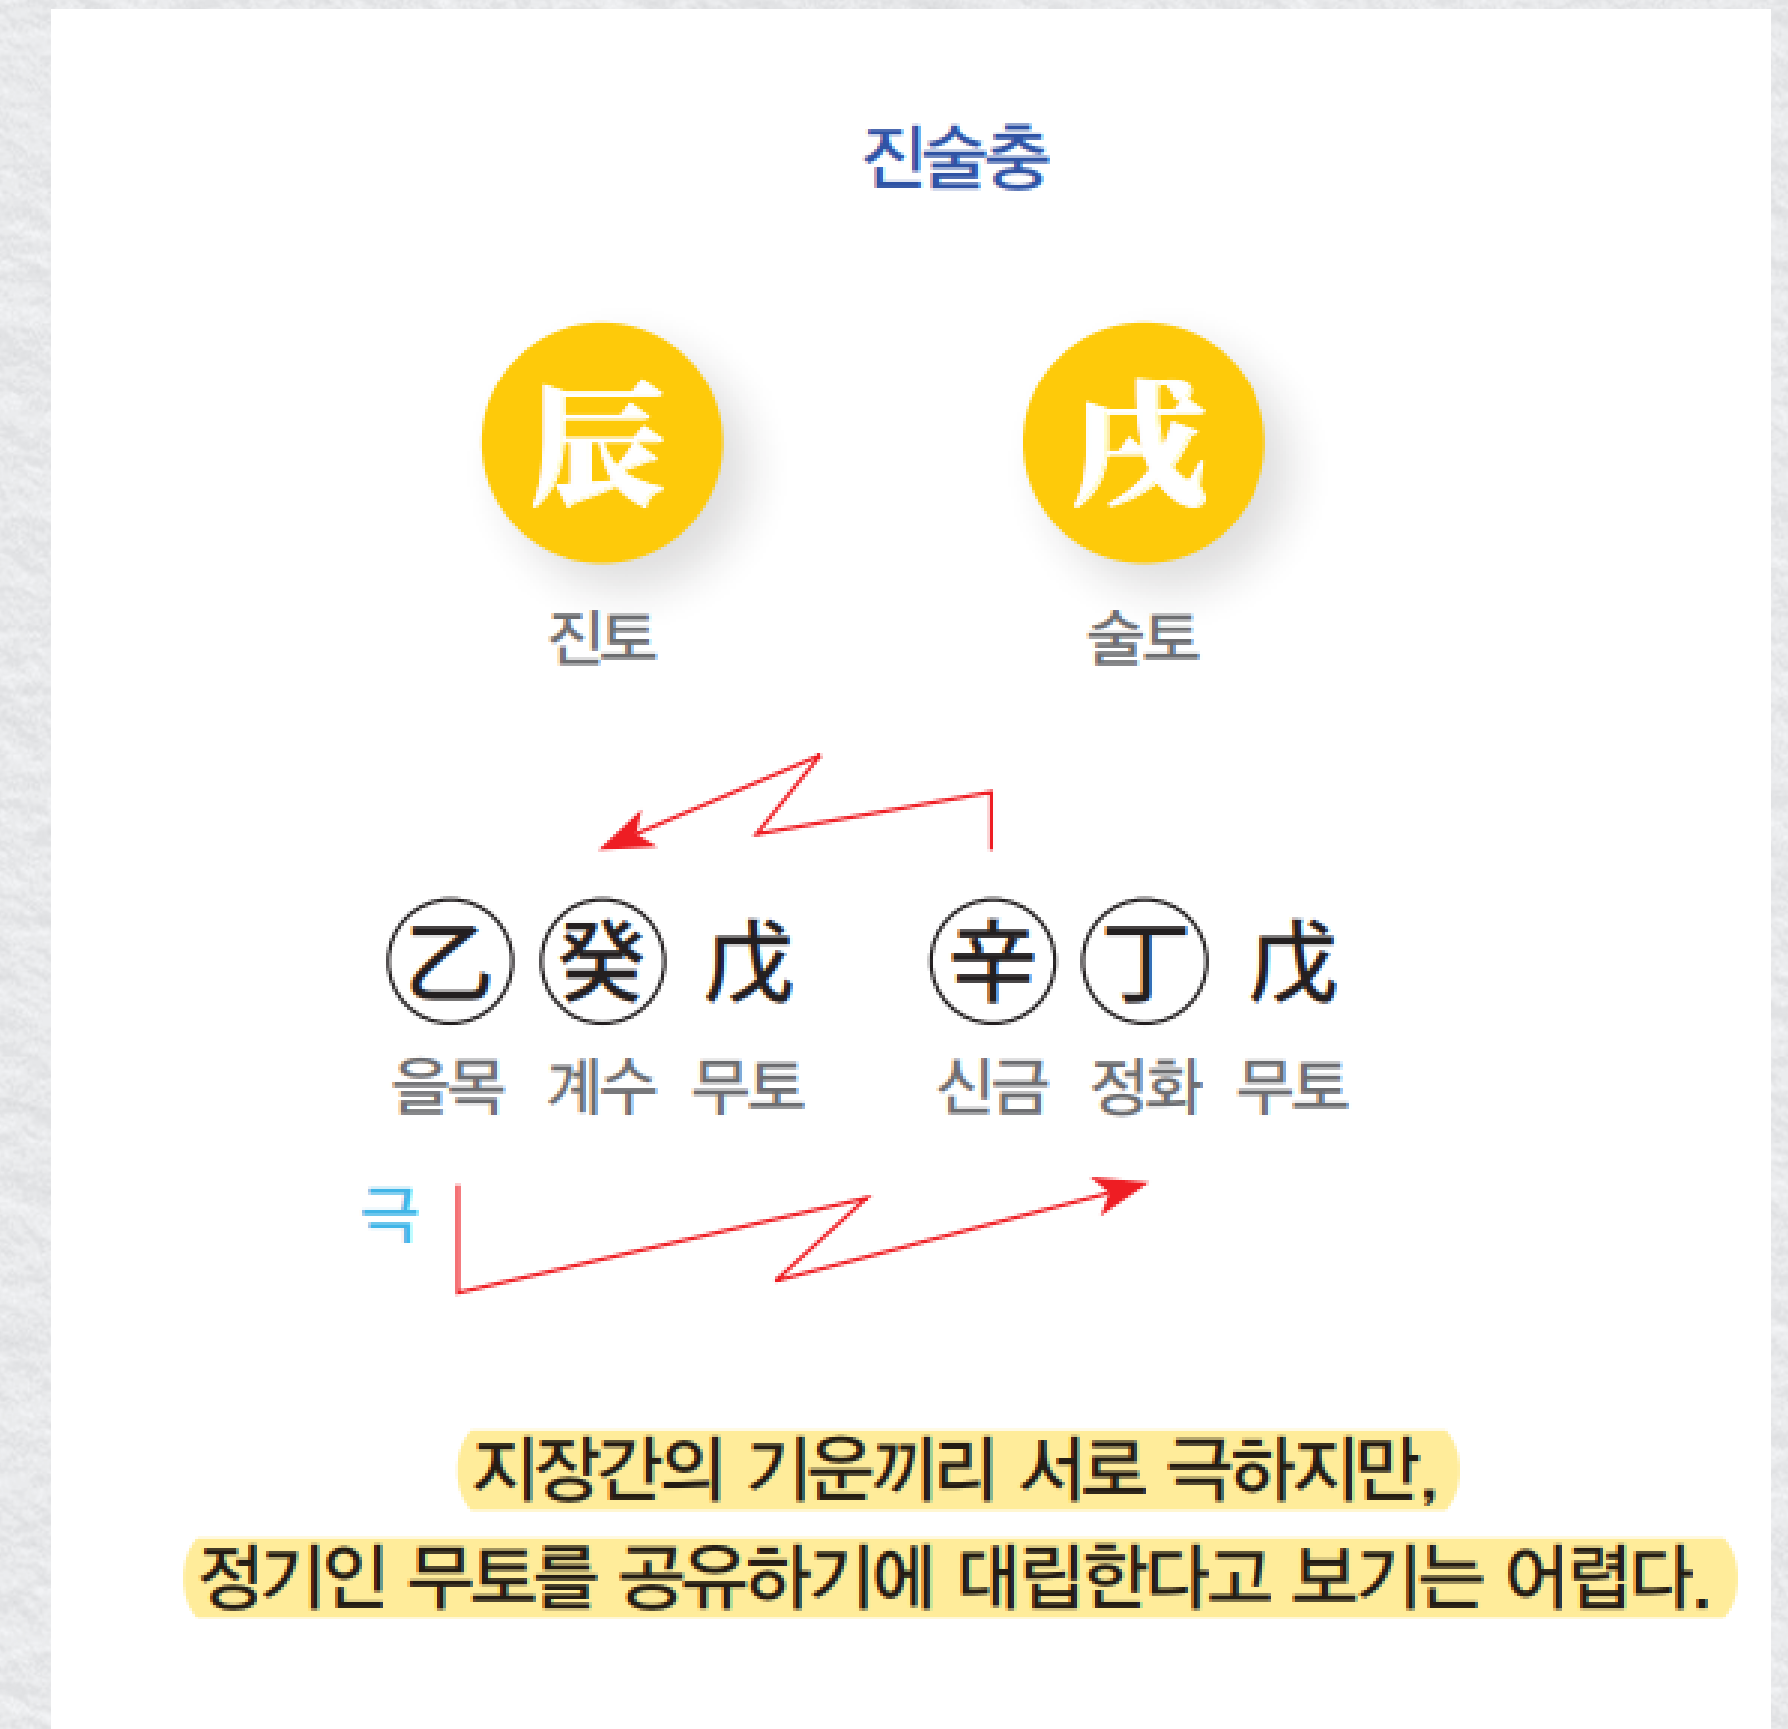 진술충
辰 戌
진토 술토
乙 癸 戊 辛 丁 戊
을목 계수 무토 신금 정화 무토
극
지장간의 기운끼리 서로 극하지만,
정기인 무토를 공유하기에 대립한다고 보기는 어렵다.